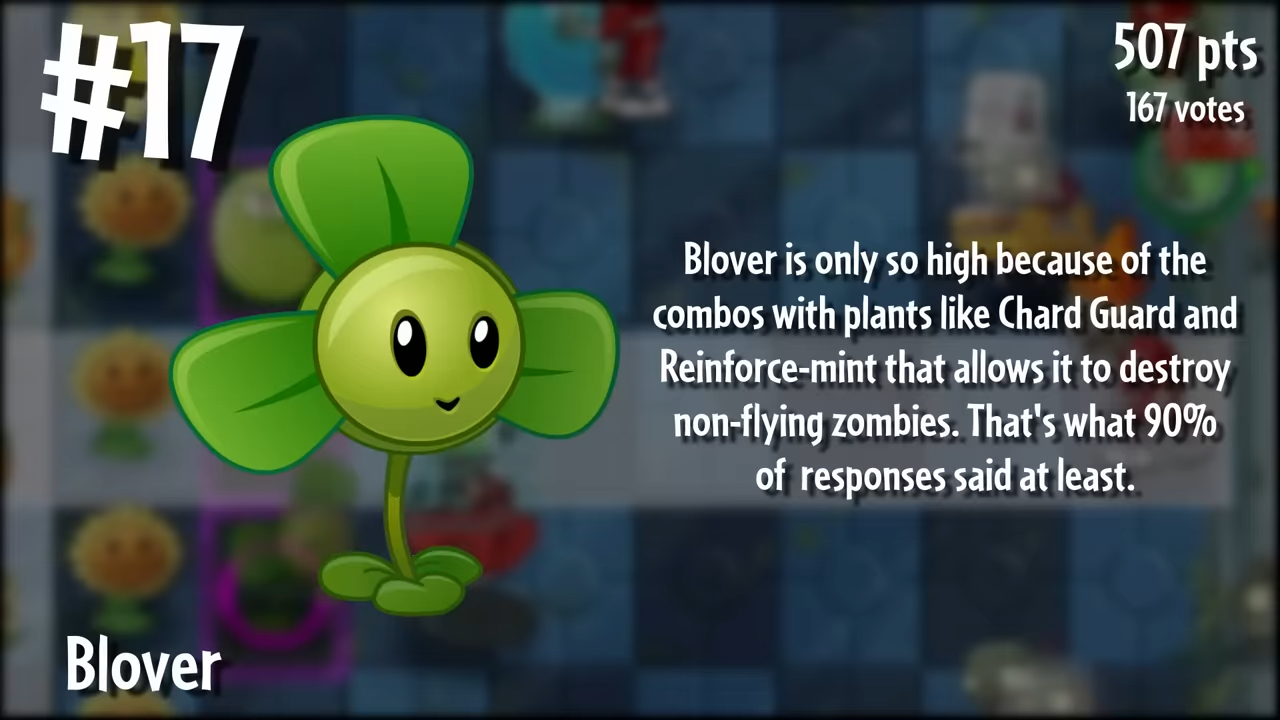 #17
507 pts
167 votes
Blover is only so high because of the
combos with plants like Chard Guard and
Reinforce-mint that allows it to destroy
non-flying zombies. That's what 90%
of responses said at least.
Blover